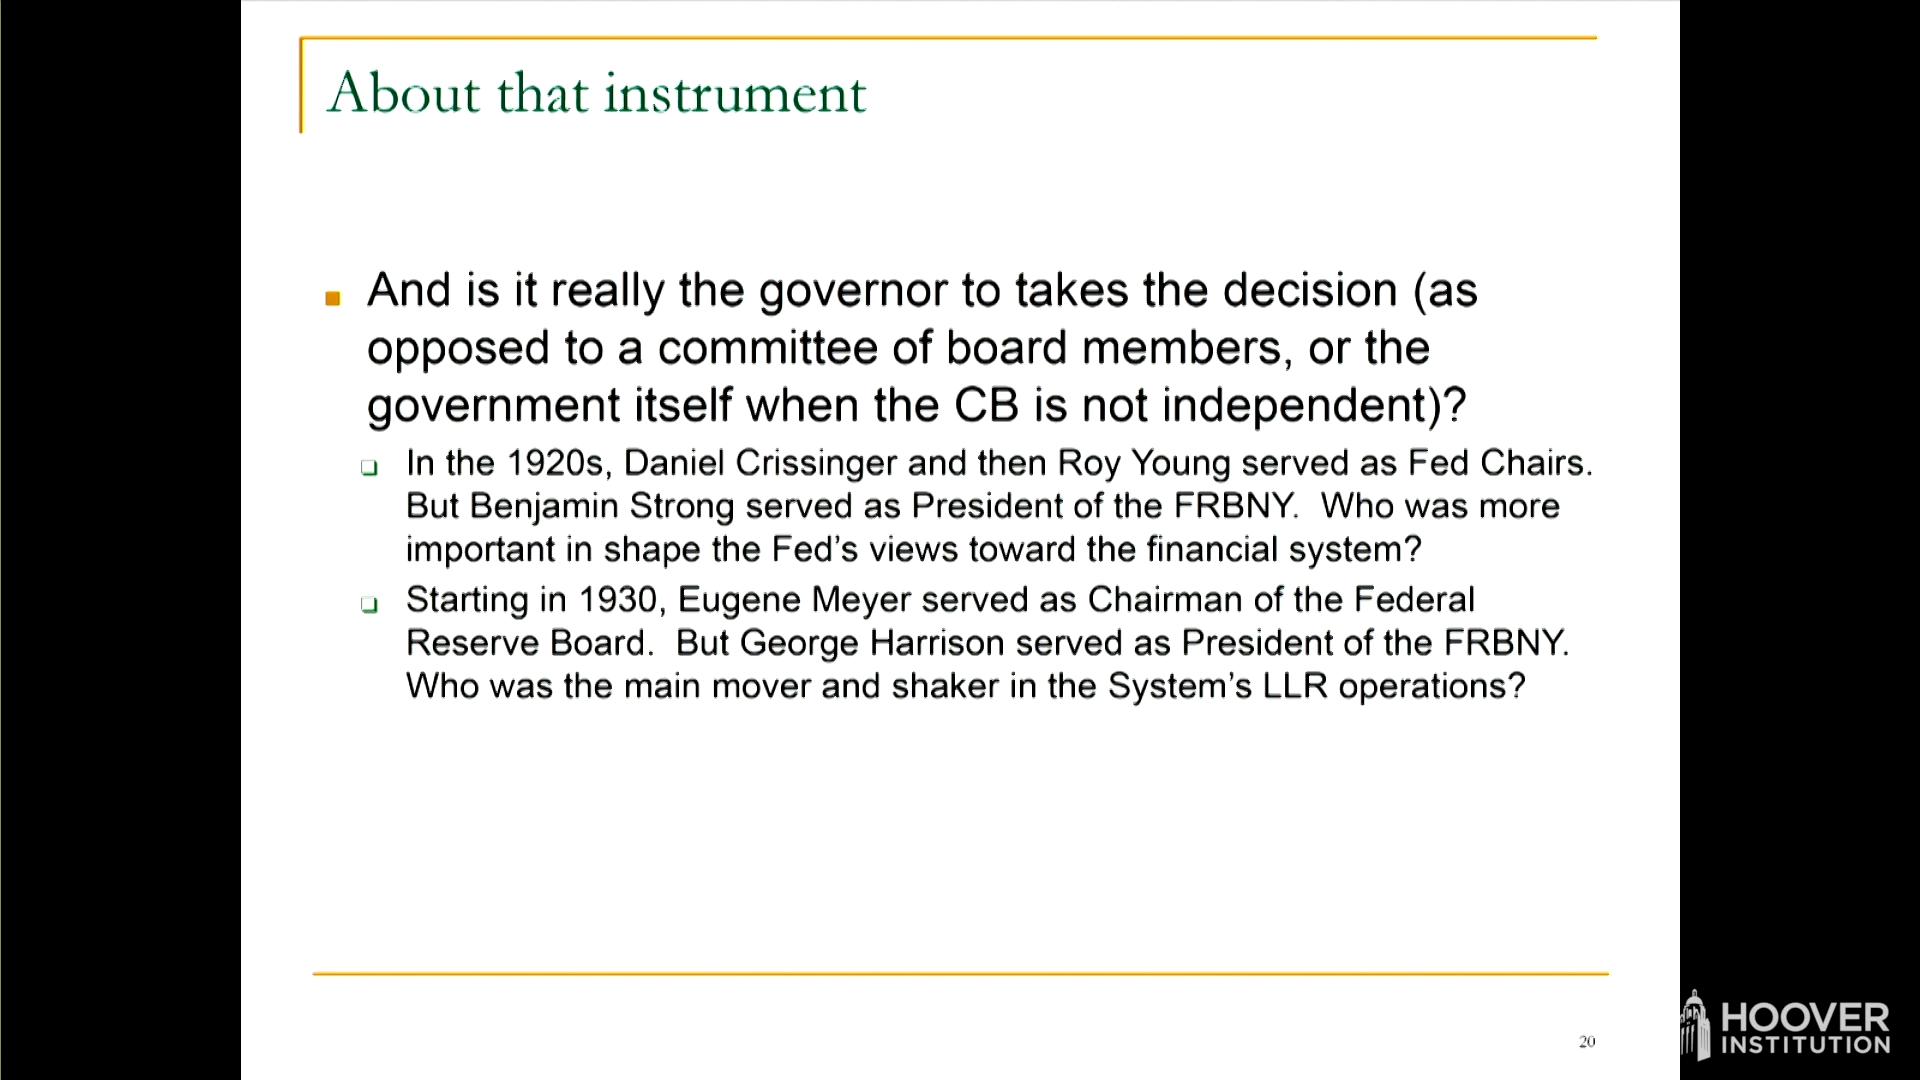 About that instrument
And is it really the governor to takes the decision (as
opposed to a committee of board members, or the
government itself when the CB is not independent)?
In the 1920s, Daniel Crissinger and then Roy Young served as Fed Chairs.
But Benjamin Strong served as President of the FRBNY. Who was more
important in shape the Fed's views toward the financial system?
Starting in 1930, Eugene Meyer served as Chairman of the Federal
Reserve Board. But George Harrison served as President of the FRBNY.
Who was the main mover and shaker in the System's LLR operations?
20
HOOVER
INSTITUTION